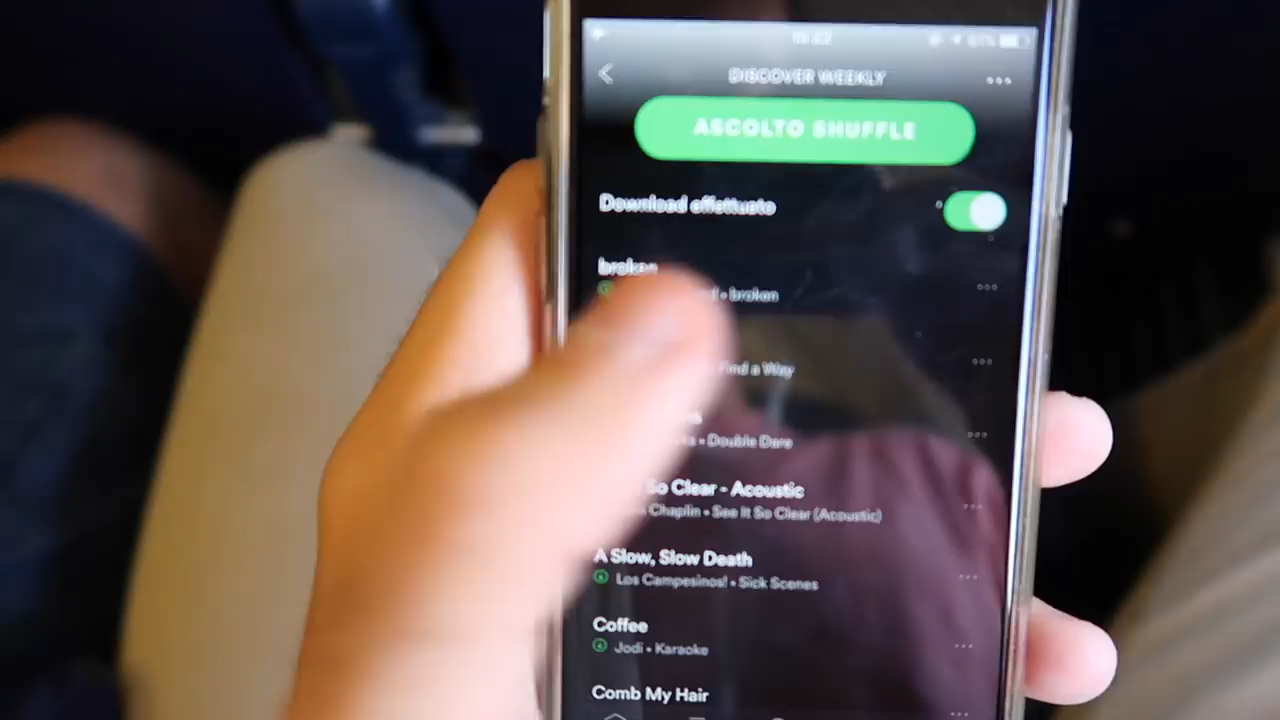 DISCOVER WEEKLY
ASCOLTO SHUFFLE
Download effettuato
broken
• broken
Find a Way
• Double Dare
So Clear - Acoustic
Chaplin • See It So Clear (Acoustic)
A Slow, Slow Death
Los Campesinos! • Sick Scenes
Coffee
Jodi • Karaoke
Comb My Hair